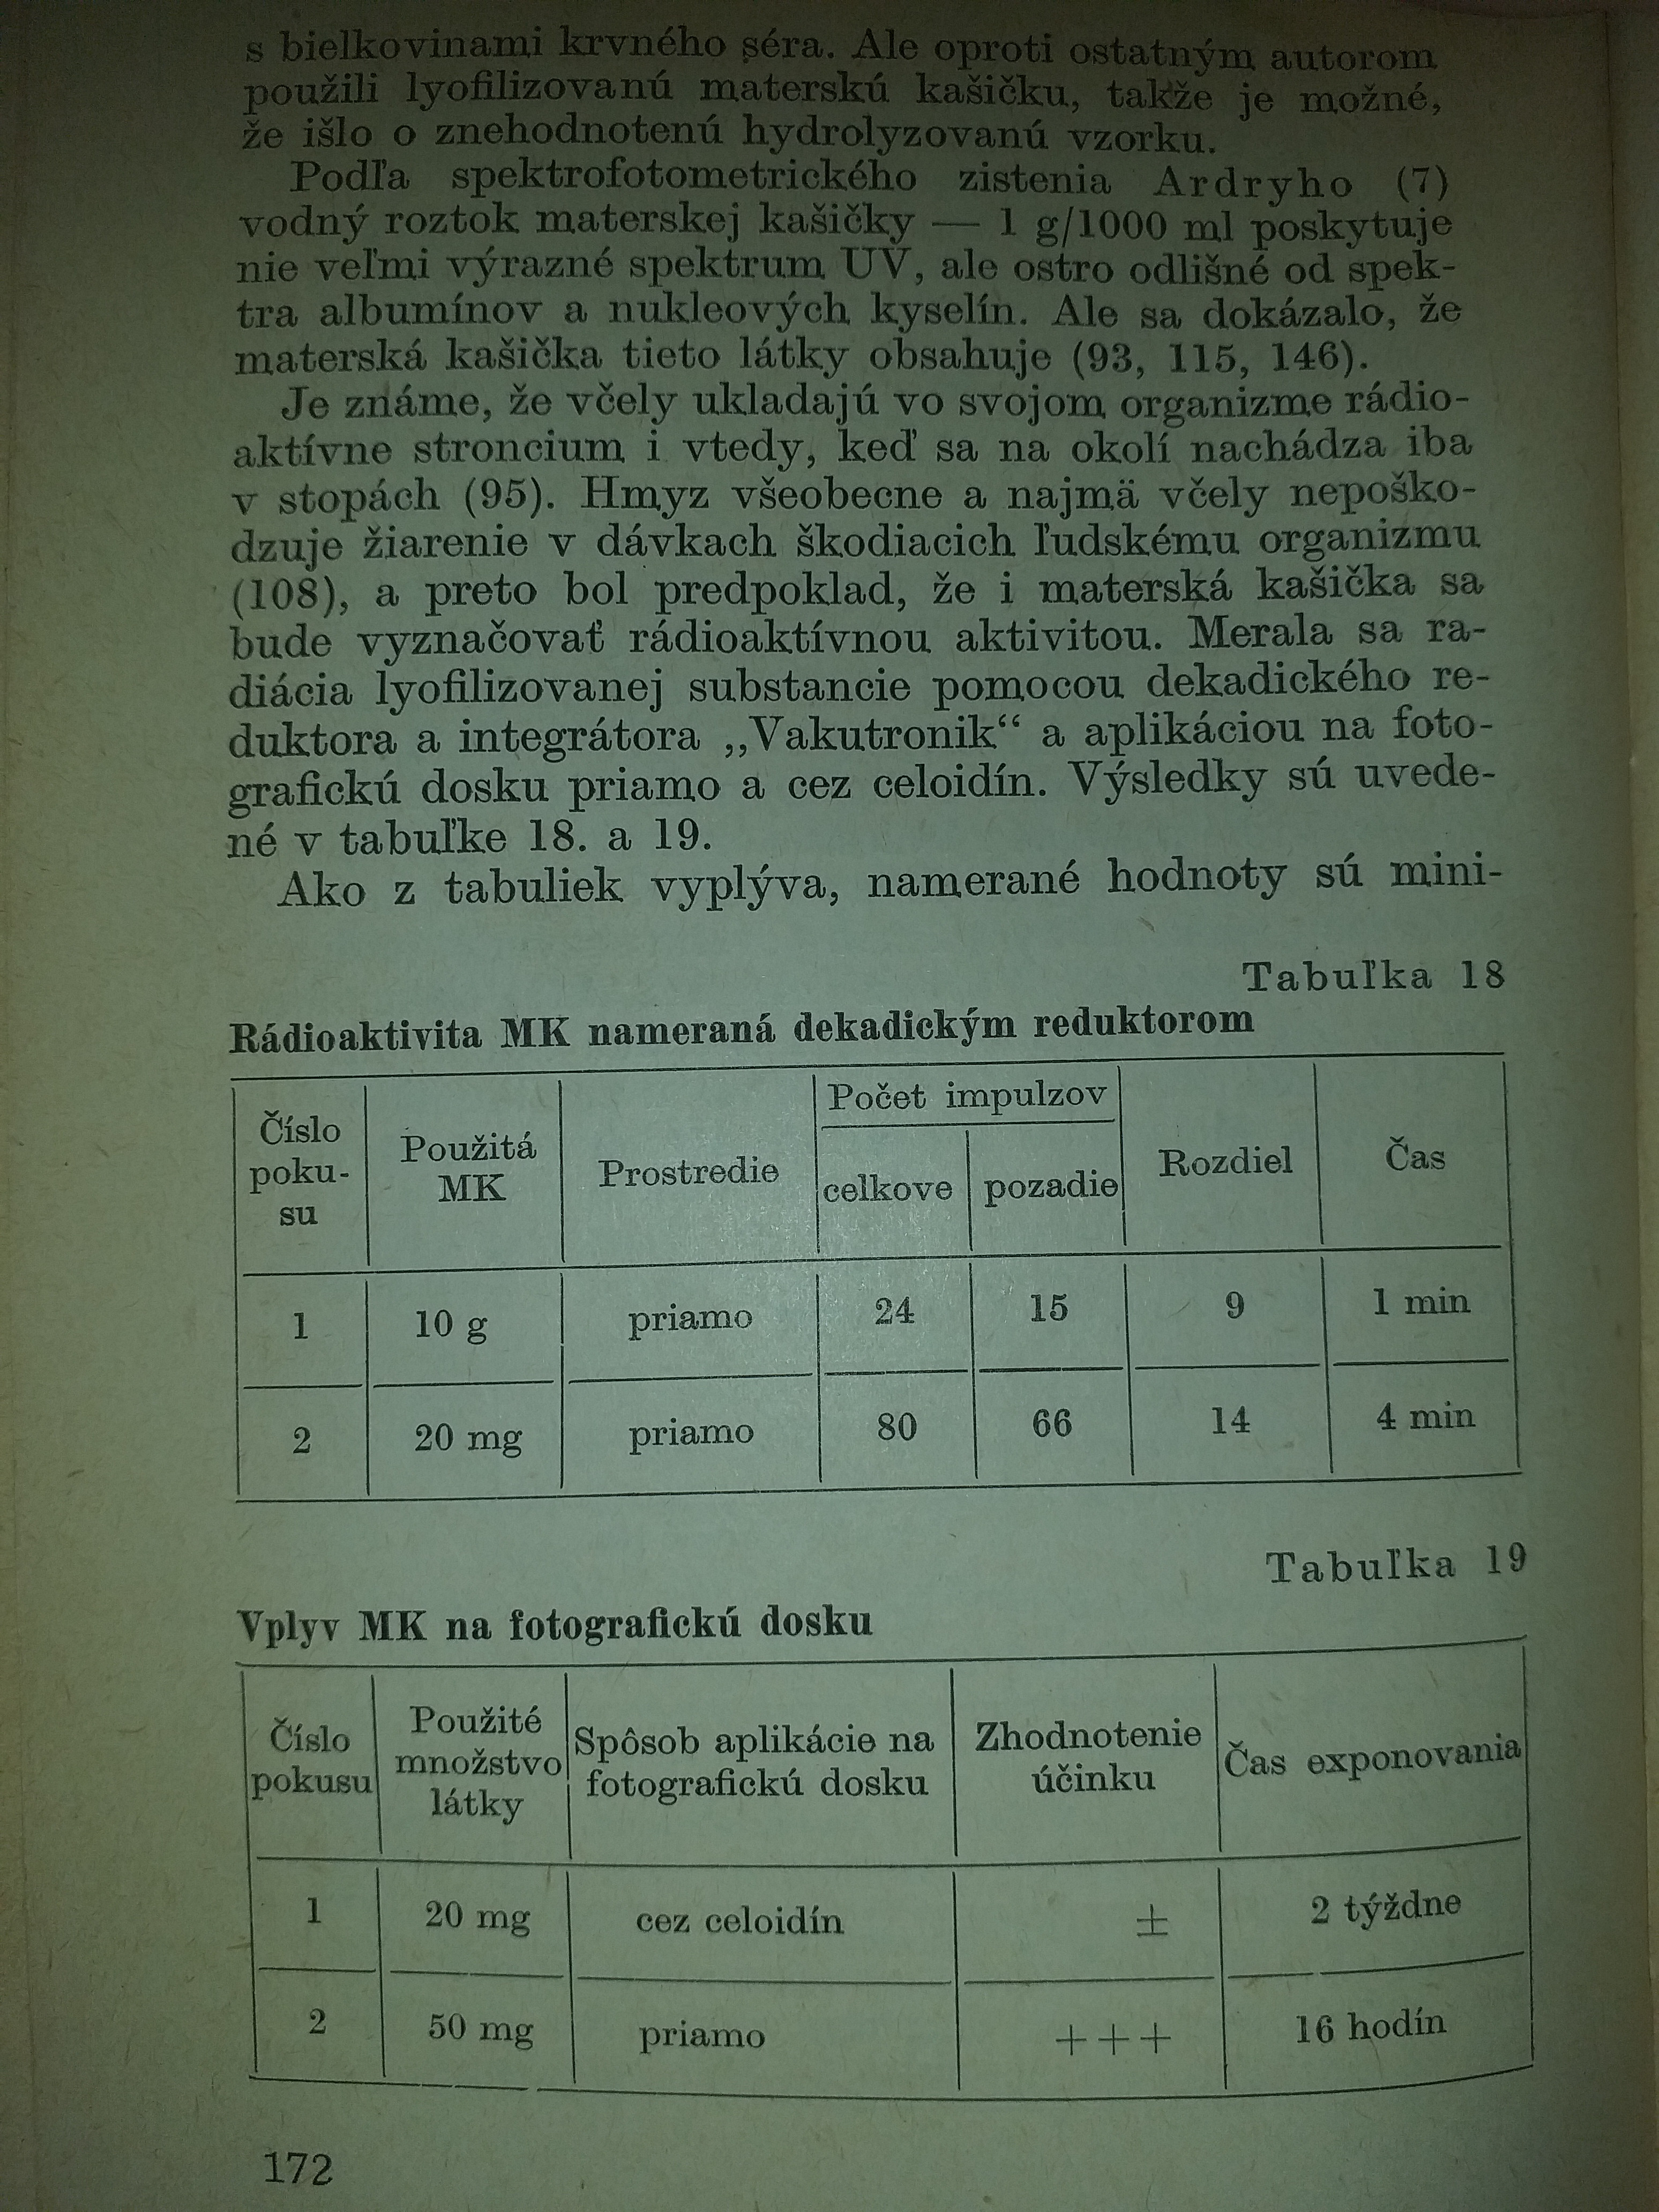 s bielkovinami krvného séra. Ale oproti ostatným autorom
použili lyofilizovanú materskú kašičku, takže je možné,
že išlo o znehodnotenú hydrolyzovanú vzorku.
Podľa spektrofotometrického zistenia Ardryho (7)
vodný roztok materskej kašičky — 1 g/1000 ml poskytuje
nie veľmi výrazné spektrum UV, ale ostro odlišné od spek-
tra albumínov a nukleových kyselín. Ale sa dokázalo, že
materská kašička tieto látky obsahuje (93, 115, 146).
Je známe, že včely ukladajú vo svojom organizme rádio-
aktívne stroncium i vtedy, keď sa na okolí nachádza iba
v stopách (95). Hmyz všeobecne a najmä včely nepoško-
dzuje žiarenie v dávkach škodiacich ľudskému organizmu
(108), a preto bol predpoklad, že i materská kašička sa
bude vyznačovať rádioaktívnou aktivitou. Merala sa ra-
diácia lyofilizovanej substancie pomocou dekadického re-
duktora a integrátora ,,Vakutronik“ a aplikáciou na foto-
grafickú dosku priamo a cez celoidín. Výsledky sú uvede-
né v tabuľke 18. a 19.
Ako z tabuliek vyplýva, namerané hodnoty sú mini-
Tabuľka 18
Rádioaktivita MK nameraná dekadickým reduktorom
Číslo
poku-
su
Použitá
MK
Prostredie
Počet impulzov
celkove
pozadie
Rozdiel
Čas
1 10 g priamo 24 15 9 1 min
2 20 mg priamo 80 66 14 4 min
Tabuľka 19
Vplyv MK na fotografickú dosku
Číslo
pokusu
Použité
množstvo
látky
Spôsob aplikácie na
fotografickú dosku
Zhodnotenie
účinku
Čas exponovania
1 20 mg cez celoidín ± 2 týždne
2 50 mg priamo +++ 16 hodín
172